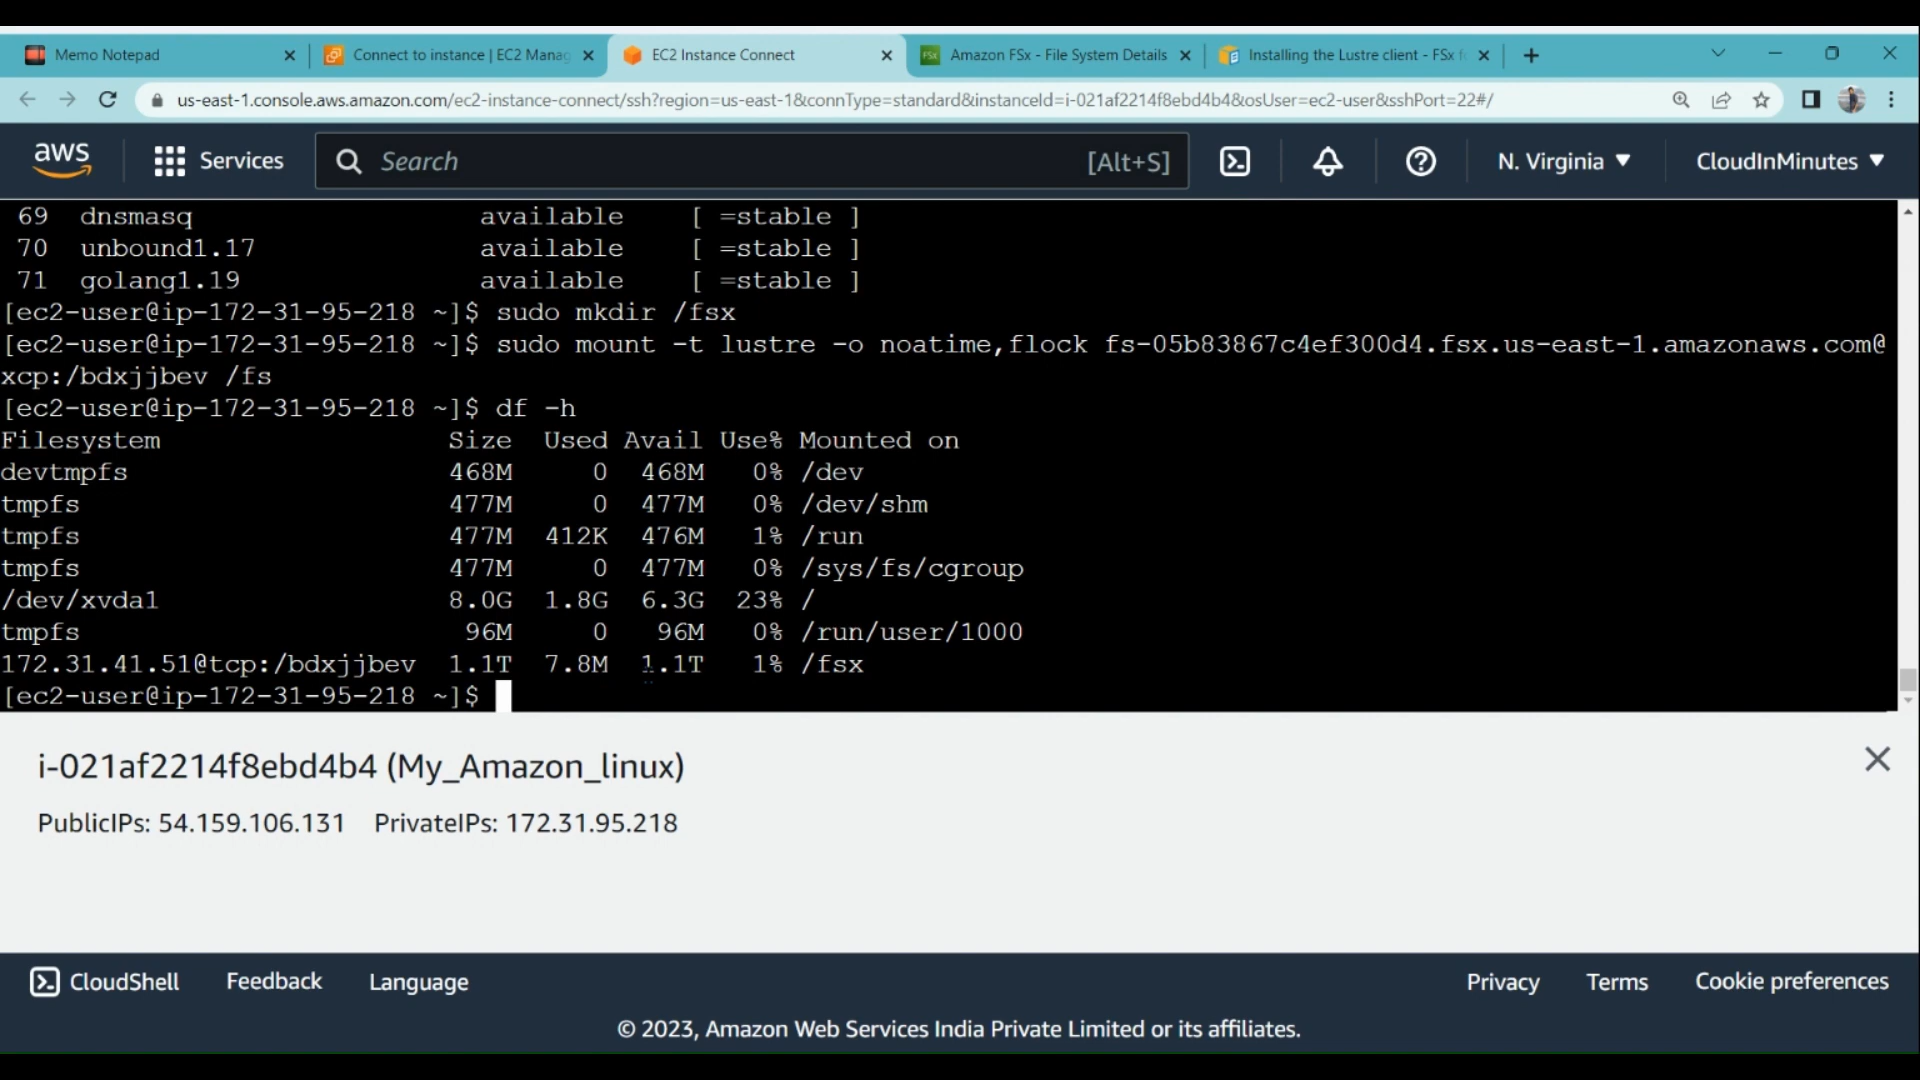 Memo Notepad
Connect to instance | EC2 Manag
EC2 Instance Connect
Amazon FSx - File System Details
Installing the Lustre client - FSx f
us-east-1.console.aws.amazon.com/ec2-instance-connect/ssh?region=us-east-1&connType=standard&instanceId=i-021af2214f8ebd4b4&osUser=ec2-user&sshPort=22#/
aws Services Search [Alt+S] N. Virginia CloudInMinutes
69 dnsmasq available [ =stable ]
70 unbound1.17 available [ =stable ]
71 golang1.19 available [ =stable ]
[ec2-user@ip-172-31-95-218 ~]$ sudo mkdir /fsx
[ec2-user@ip-172-31-95-218 ~]$ sudo mount -t lustre -o noatime,flock fs-05b83867c4ef300d4.fsx.us-east-1.amazonaws.com@
xcp:/bdxjjbev /fs
[ec2-user@ip-172-31-95-218 ~]$ df -h
Filesystem Size Used Avail Use% Mounted on
devtmpfs 468M 0 468M 0% /dev
tmpfs 477M 0 477M 0% /dev/shm
tmpfs 477M 412K 476M 1% /run
tmpfs 477M 0 477M 0% /sys/fs/cgroup
/dev/xvda1 8.0G 1.8G 6.3G 23% /
tmpfs 96M 0 96M 0% /run/user/1000
172.31.41.51@tcp:/bdxjjbev 1.1T 7.8M 1.1T 1% /fsx
[ec2-user@ip-172-31-95-218 ~]$
i-021af2214f8ebd4b4 (My_Amazon_linux)
PublicIPs: 54.159.106.131 PrivateIPs: 172.31.95.218
CloudShell Feedback Language Privacy Terms Cookie preferences
© 2023, Amazon Web Services India Private Limited or its affiliates.